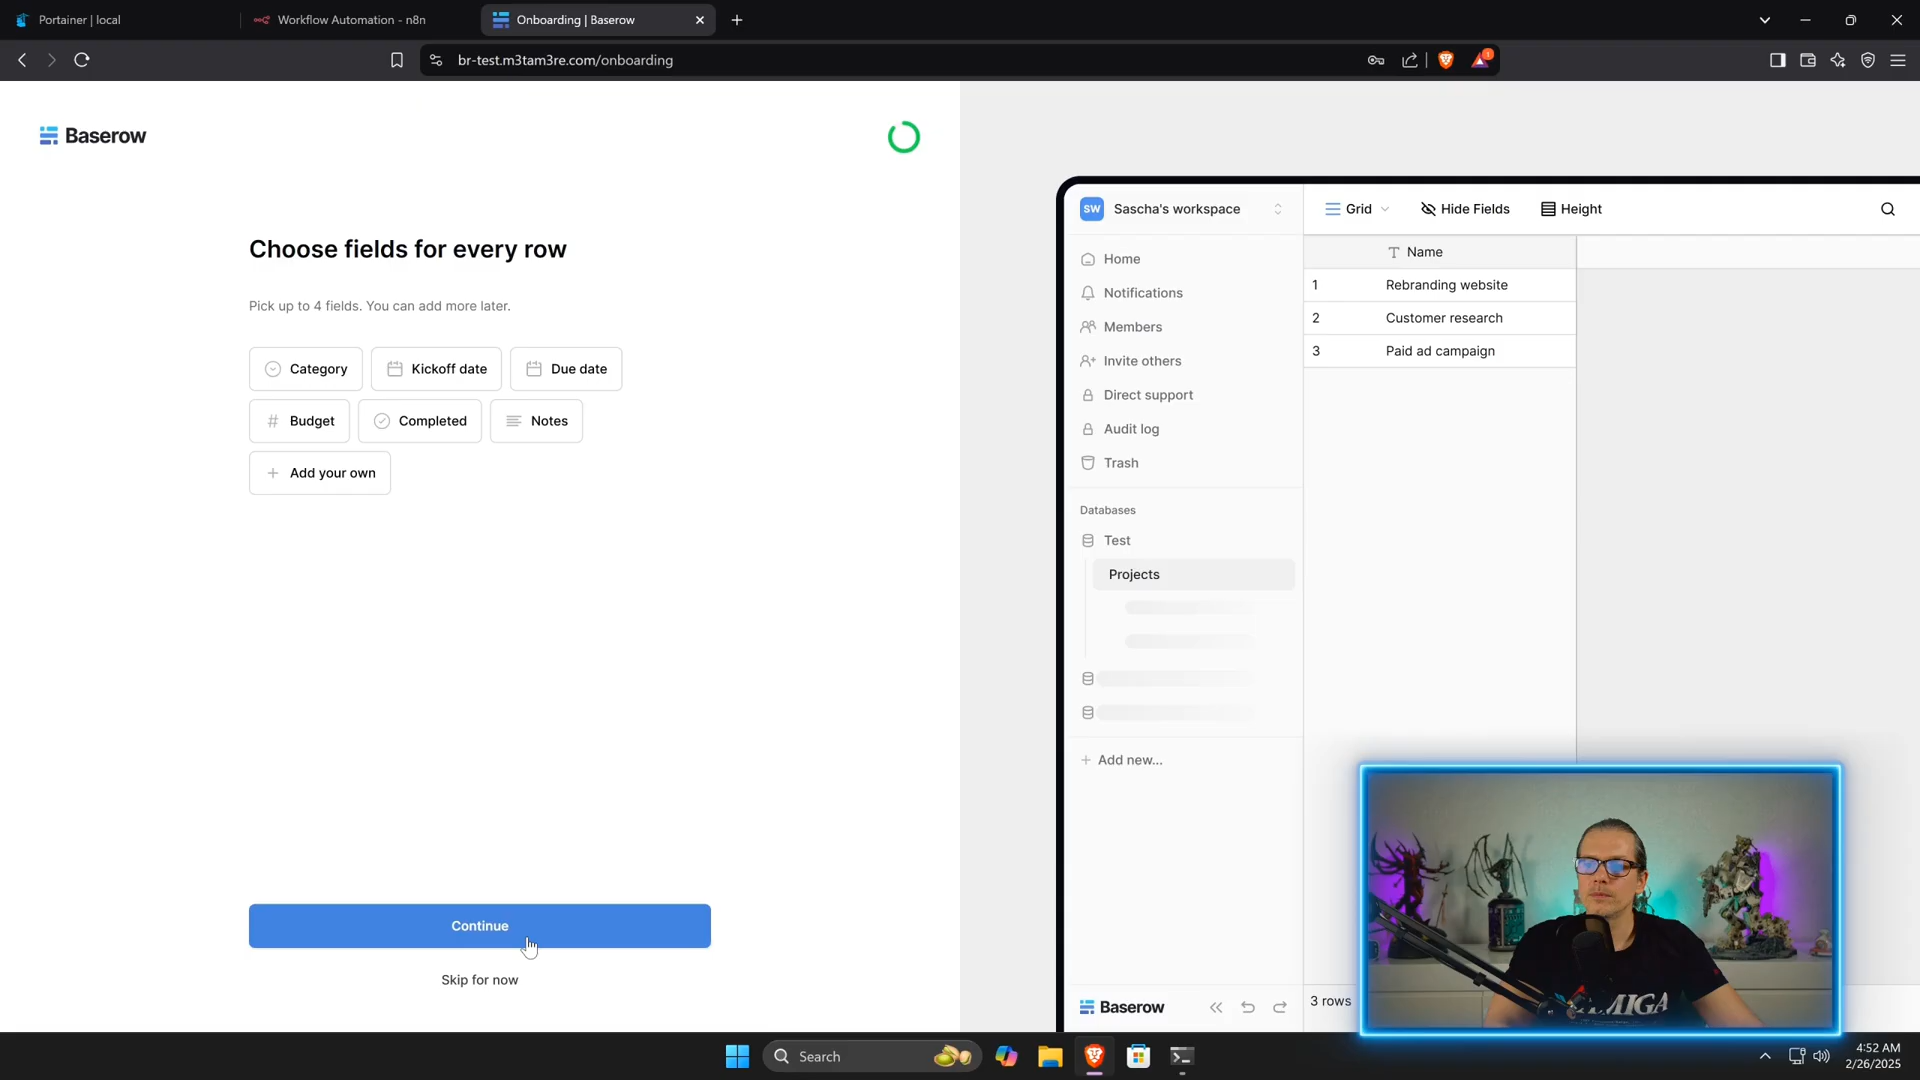 Portainer | local
Workflow Automation - n8n
Onboarding | Baserow
br-test.m3tam3re.com/onboarding
1
Baserow
Choose fields for every row
Pick up to 4 fields. You can add more later.
Category
Kickoff date
Due date
Budget
Completed
Notes
Add your own
Continue
Skip for now
SW
Sascha's workspace
Home
Notifications
Members
Invite others
Direct support
Audit log
Trash
Databases
Test
Projects
Add new...
Baserow
Grid
Hide Fields
Height
Name
1 Rebranding website
2 Customer research
3 Paid ad campaign
3 rows
Search
4:52 AM
2/26/2025